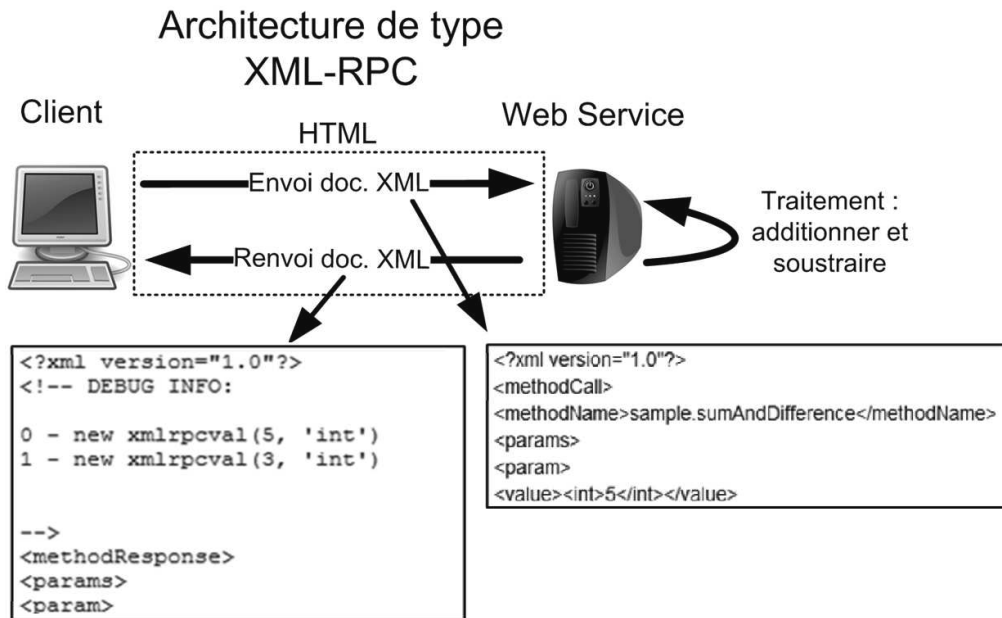 Architecture de type
XML-RPC
Client
Web Service
HTML
Envoi doc. XML
Renvoi doc. XML
Traitement :
additionner et
soustraire
<?xml version="1.0"?>
<!-- DEBUG INFO:
0 - new xmlrpcval(5, 'int')
1 - new xmlrpcval(3, 'int')
-->
<methodResponse>
<params>
<param>
<?xml version="1.0"?>
<methodCall>
<methodName>sample.sumAndDifference</methodName>
<params>
<param>
<value><int>5</int></value>